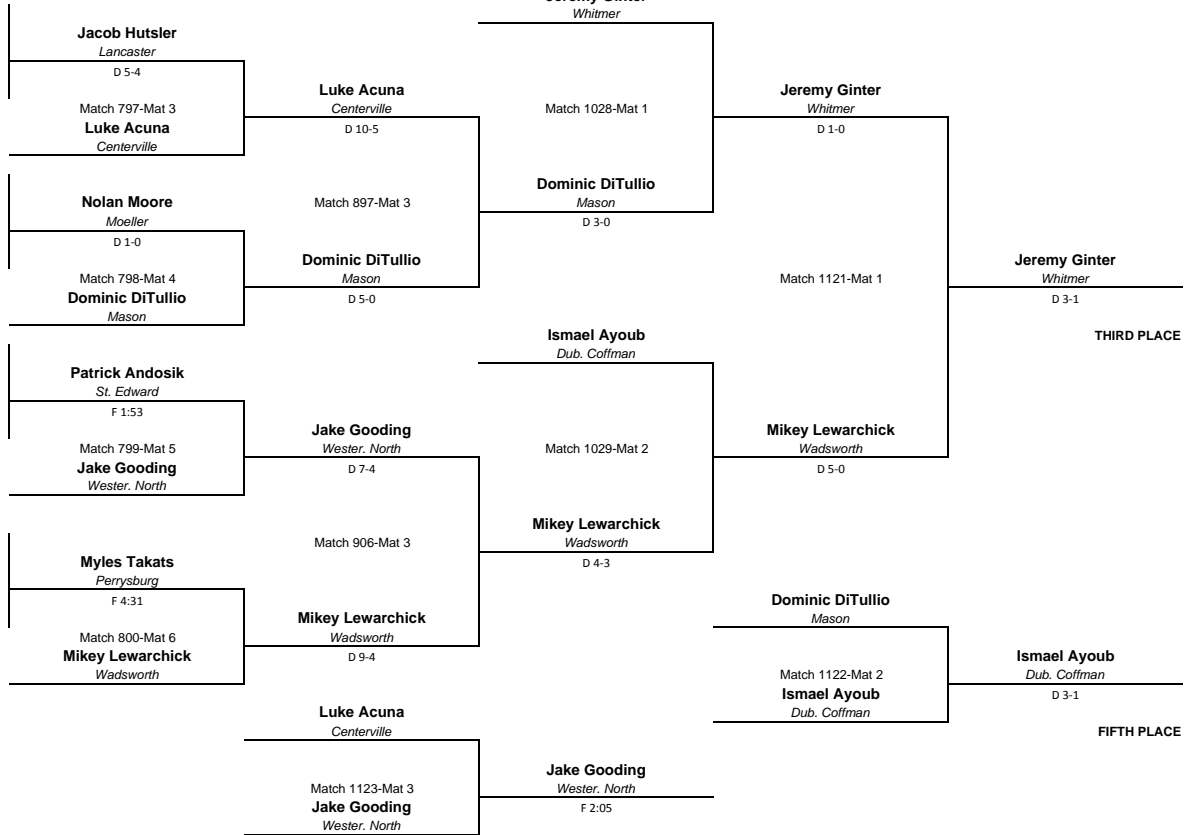 Jeremy Ginter
Whitmer
Jacob Hutsler
Lancaster
D 5-4
Match 797-Mat 3
Luke Acuna
Centerville
Luke Acuna
Centerville
D 10-5
Match 1028-Mat 1
Jeremy Ginter
Whitmer
D 1-0
Nolan Moore
Moeller
D 1-0
Match 798-Mat 4
Dominic DiTullio
Mason
Match 897-Mat 3
Dominic DiTullio
Mason
D 5-0
Dominic DiTullio
Mason
D 3-0
Match 1121-Mat 1
Jeremy Ginter
Whitmer
D 3-1
THIRD PLACE
Patrick Andosik
St. Edward
F 1:53
Match 799-Mat 5
Jake Gooding
Wester. North
Jake Gooding
Wester. North
D 7-4
Ismael Ayoub
Dub. Coffman
Match 1029-Mat 2
Mikey Lewarchick
Wadsworth
D 5-0
Myles Takats
Perrysburg
F 4:31
Match 800-Mat 6
Mikey Lewarchick
Wadsworth
Match 906-Mat 3
Mikey Lewarchick
Wadsworth
D 9-4
Mikey Lewarchick
Wadsworth
D 4-3
Dominic DiTullio
Mason
Match 1122-Mat 2
Ismael Ayoub
Dub. Coffman
Ismael Ayoub
Dub. Coffman
D 3-1
FIFTH PLACE
Luke Acuna
Centerville
Match 1123-Mat 3
Jake Gooding
Wester. North
Jake Gooding
Wester. North
F 2:05